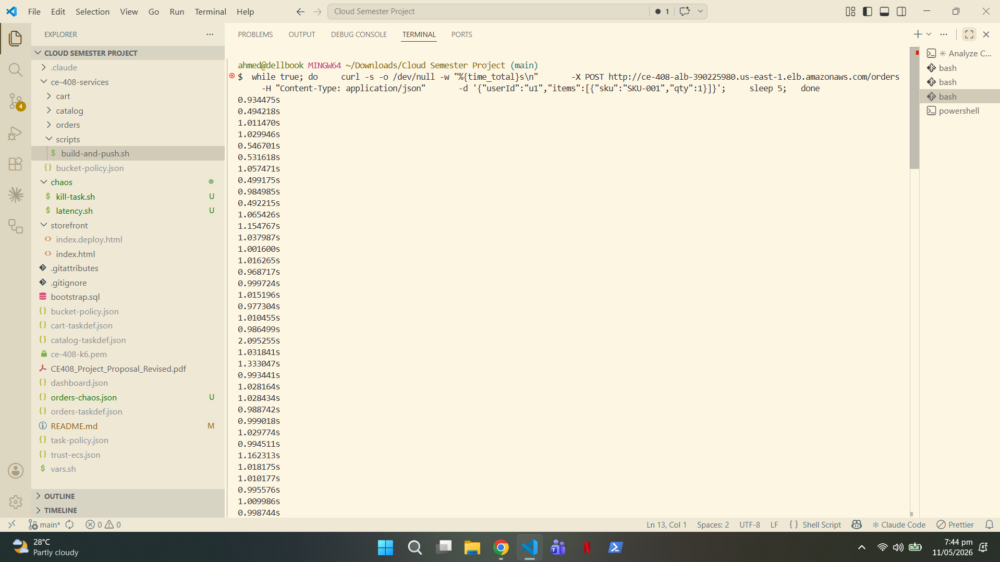 File Edit Selection View Go Run Terminal Help
Cloud Semester Project
1
EXPLORER
CLOUD SEMESTER PROJECT
.claude
ce-408-services
cart
catalog
orders
scripts
$ build-and-push.sh
{} bucket-policy.json
chaos
$ kill-task.sh U
$ latency.sh U
storefront
<> index.deploy.html
<> index.html
.gitattributes
.gitignore
bootstrap.sql
{} bucket-policy.json
{} cart-taskdef.json
{} catalog-taskdef.json
ce-408-k6.pem
CE408_Project_Proposal_Revised.pdf
{} dashboard.json
{} orders-chaos.json U
{} orders-taskdef.json
README.md M
{} task-policy.json
{} trust-ecs.json
$ vars.sh
OUTLINE
TIMELINE
4
PROBLEMS OUTPUT DEBUG CONSOLE TERMINAL PORTS
ahmed@dellbook MINGW64 ~/Downloads/Cloud Semester Project (main)
$ while true; do curl -s -o /dev/null -w "%{time_total}s\n" -X POST http://ce-408-alb-390225980.us-east-1.elb.amazonaws.com/orders
-H "Content-Type: application/json" -d '{"userId":"u1","items":[{"sku":"SKU-001","qty":1}]}'; sleep 5; done
0.934475s
0.494218s
1.011470s
1.029946s
0.546701s
0.531618s
1.057471s
0.499175s
0.984985s
0.492215s
1.065426s
1.154767s
1.037987s
1.001600s
1.016265s
0.968717s
0.999724s
1.015196s
0.977304s
1.010455s
0.986499s
2.095255s
1.031841s
1.333047s
0.993441s
1.028164s
1.028434s
0.988742s
0.999018s
1.029774s
0.994511s
1.162313s
1.018175s
1.010177s
0.995576s
1.009986s
0.998744s
Analyze C...
bash
bash
bash
powershell
main* 0 0
Ln 13, Col 1 Spaces: 2 UTF-8 LF {} Shell Script Claude Code Prettier
28°C
Partly cloudy
7:44 pm
11/05/2026